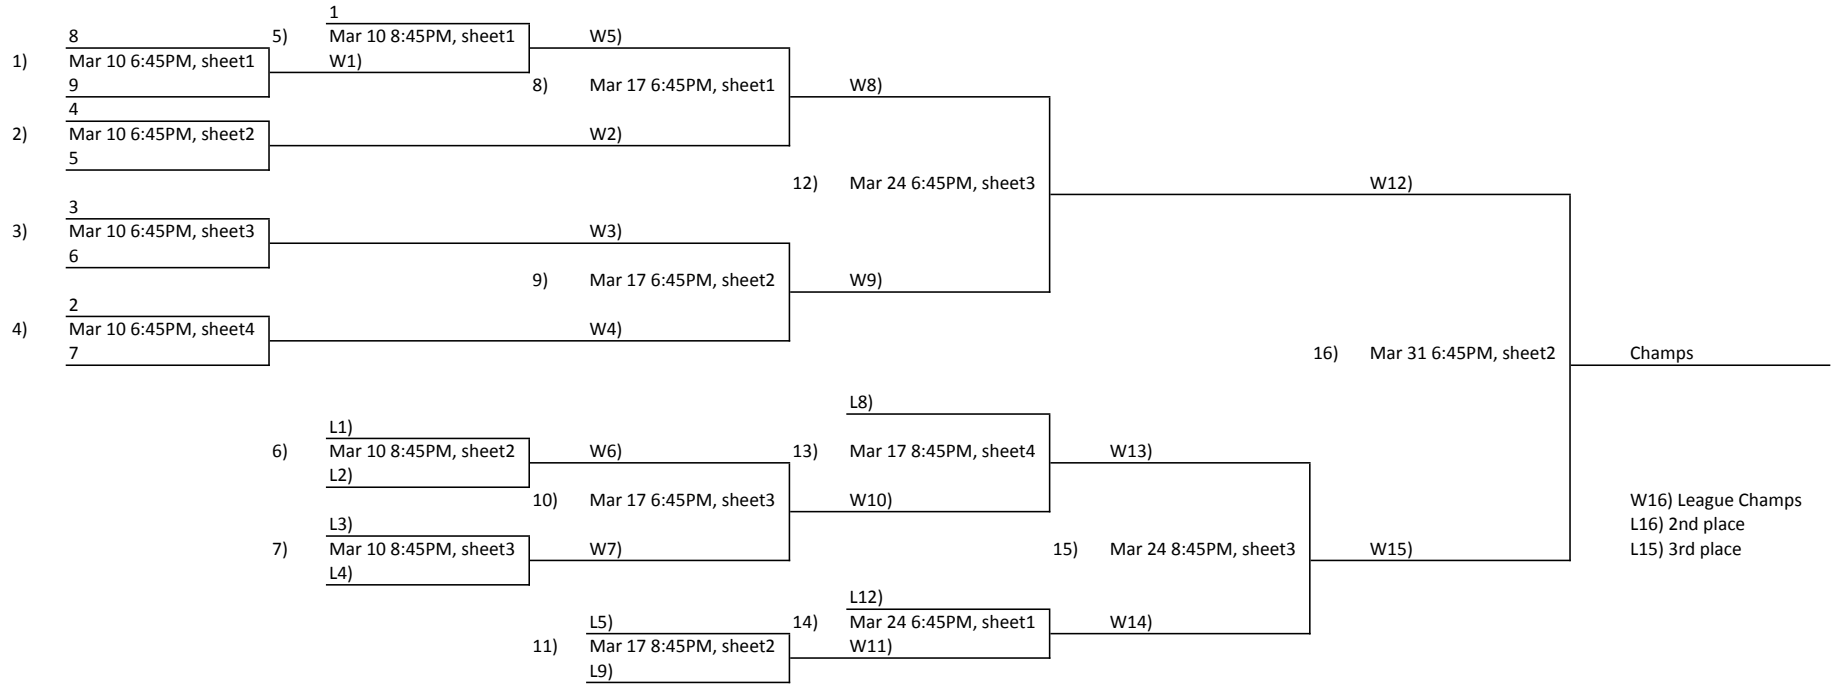 1
8
5)
Mar 10 8:45PM, sheet1
W5)
1)
Mar 10 6:45PM, sheet1
W1)
9
8)
Mar 17 6:45PM, sheet1
W8)
4
2)
Mar 10 6:45PM, sheet2
W2)
5
12)
Mar 24 6:45PM, sheet3
W12)
3
3)
Mar 10 6:45PM, sheet3
W3)
6
9)
Mar 17 6:45PM, sheet2
W9)
2
4)
Mar 10 6:45PM, sheet4
W4)
7
16)
Mar 31 6:45PM, sheet2
Champs
L8)
L1)
6)
Mar 10 8:45PM, sheet2
W6)
13)
Mar 17 8:45PM, sheet4
W13)
L2)
10)
Mar 17 6:45PM, sheet3
W10)
W16) League Champs
L3)
L16) 2nd place
7)
Mar 10 8:45PM, sheet3
W7)
15)
Mar 24 8:45PM, sheet3
W15)
L15) 3rd place
L4)
L12)
L5)
14)
Mar 24 6:45PM, sheet1
W14)
11)
Mar 17 8:45PM, sheet2
W11)
L9)